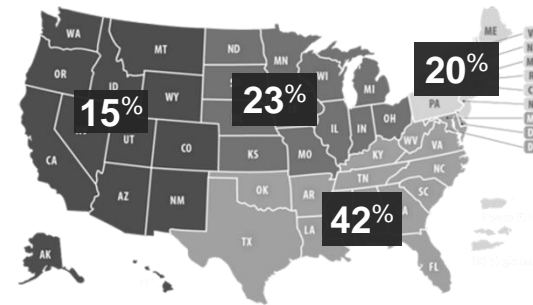 WA
MT
ND
MN
ME
OR
ID
WI
MI
20%
15%
WY
23%
PA
UT
CO
KS
MO
IL
IN
OH
WV
VA
KY
CA
AZ
NM
OK
AR
TN
NC
SC
42%
TX
LA
FL
AK
V
N
M
R
C
N
M
D
D